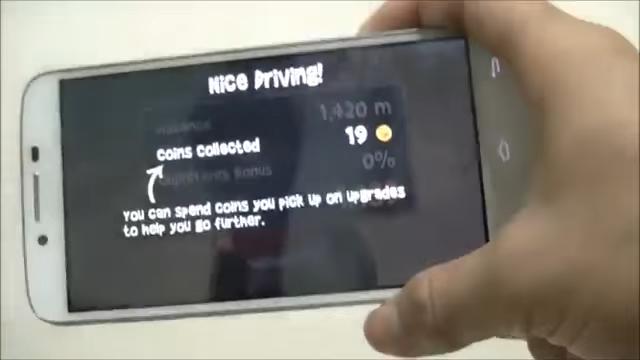 Nice Driving!
Distance 1,420 m
coins collected 19
0%
You can spend coins you pick up on upgrades
to help you go further.